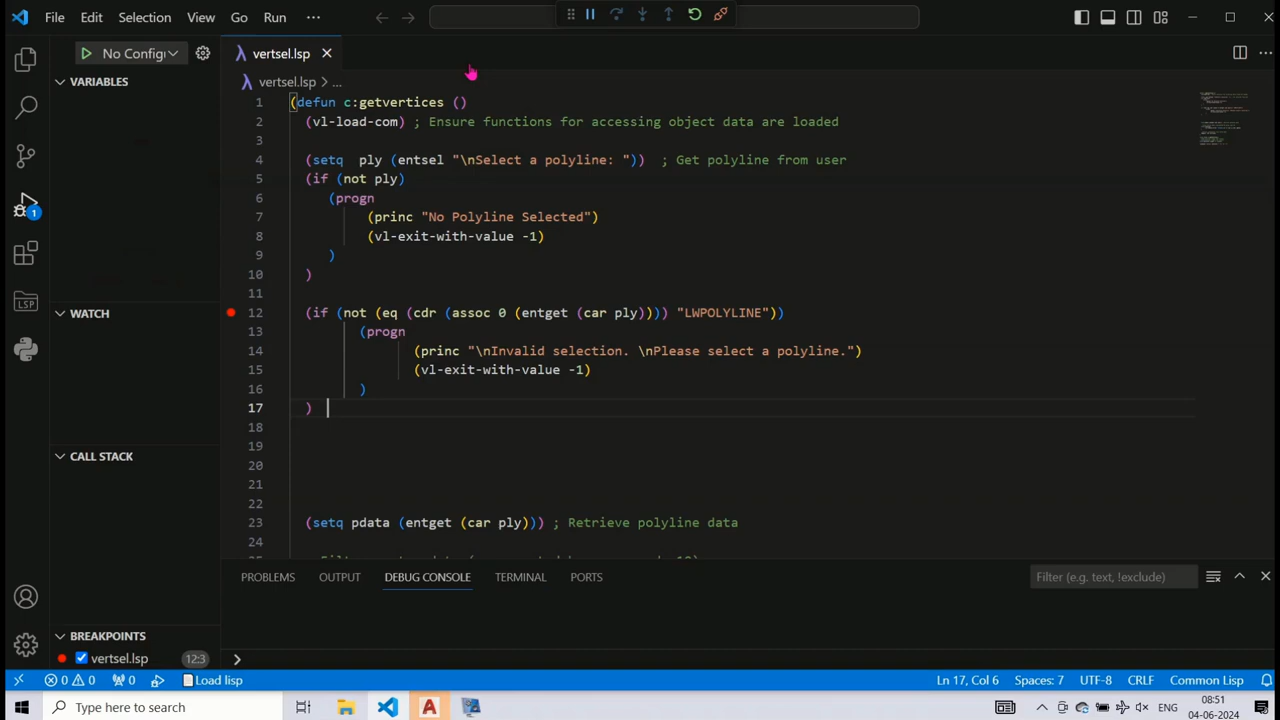 File Edit Selection View Go Run ···
No Config
vertsel.lsp
VARIABLES
vertsel.lsp > ...
1 (defun c:getvertices ()
2 (vl-load-com) ; Ensure functions for accessing object data are loaded
3
4 (setq ply (entsel "\nSelect a polyline: ")) ; Get polyline from user
5 (if (not ply)
6 (progn
7 (princ "No Polyline Selected")
8 (vl-exit-with-value -1)
9 )
10 )
11
12 (if (not (eq (cdr (assoc 0 (entget (car ply)))) "LWPOLYLINE"))
13 (progn
14 (princ "\nInvalid selection. \nPlease select a polyline.")
15 (vl-exit-with-value -1)
16 )
17 )
18
19
20
21
22
23 (setq pdata (entget (car ply))) ; Retrieve polyline data
24
1
LSP
WATCH
CALL STACK
PROBLEMS OUTPUT DEBUG CONSOLE TERMINAL PORTS
Filter (e.g. text, !exclude)
BREAKPOINTS
vertsel.lsp 12:3
>
0 0 0 Load lisp
Ln 17, Col 6 Spaces: 7 UTF-8 CRLF Common Lisp
Type here to search
ENG
08:51
04-06-2024